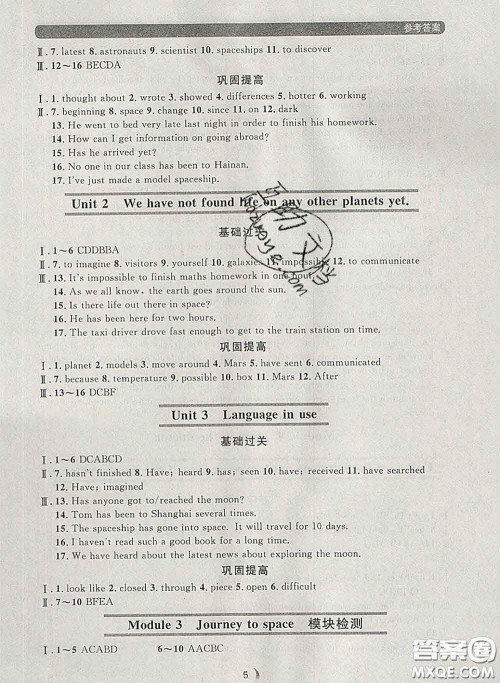 参考答案
Ⅱ. 7. latest 8. astronauts 9. scientist 10. spaceships 11. to discover
Ⅲ. 12~16 BECDA
巩固提高
Ⅰ. 1. thought about 2. wrote 3. showed 4. differences 5. hotter 6. working
Ⅱ. 7. beginning 8. space 9. change 10. since 11. on 12. dark
13. He went to bed very late last night in order to finish his homework.
14. How can I get information on going abroad?
15. Has he arrived yet?
16. No one in our class has been to Hainan.
17. I've just made a model spaceship.
Unit 2 We have not found life on any other planets yet.
基础过关
Ⅰ. 1~6 CDDBBA
Ⅱ. 7. to imagine 8. visitors 9. yourself 10. galaxies 11. impossible 12. to communicate
Ⅲ. 13. It's impossible to finish maths homework in one hour.
14. As we all know, the earth goes around the sun.
15. Is there life out there in space?
16. He has been here for two hours.
17. The taxi driver drove fast enough to get to the train station on time.
巩固提高
Ⅰ. 1. planet 2. models 3. move around 4. Mars 5. have sent 6. communicated
Ⅱ. 7. because 8. temperature 9. possible 10. box 11. Mars 12. After
Ⅲ. 13~16 DCBF
Unit 3 Language in use
基础过关
Ⅰ. 1~6 DCABCD
Ⅱ. 7. hasn't finished 8. Have; heard 9. has; seen 10. have; received 11. have searched
12. Have; imagined
Ⅲ. 13. Has anyone got to/reached the moon?
14. Tom has been to Shanghai several times.
15. The spaceship has gone into space. It will travel for 10 days.
16. I haven't read such a good book for a long time.
17. We have heard about the latest news about exploring the moon.
巩固提高
Ⅰ. 1. look like 2. closed 3. through 4. piece 5. open 6. difficult
Ⅱ. 7~10 BFEA
Module 3 Journey to space 模块检测
Ⅰ. 1~5 ACABD 6~10 AACBC
5
答案圈
MXQE.COM